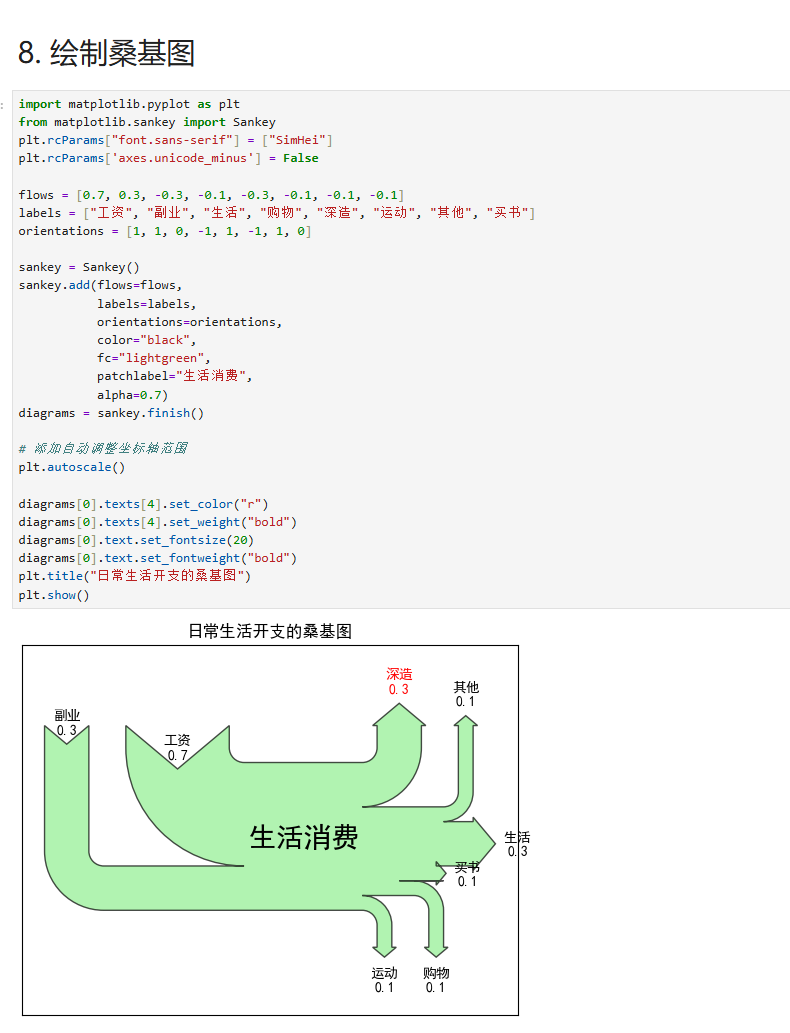 8. 绘制桑基图
:
import matplotlib.pyplot as plt
from matplotlib.sankey import Sankey
plt.rcParams["font.sans-serif"] = ["SimHei"]
plt.rcParams['axes.unicode_minus'] = False
flows = [0.7, 0.3, -0.3, -0.1, -0.3, -0.1, -0.1, -0.1]
labels = ["工资", "副业", "生活", "购物", "深造", "运动", "其他", "买书"]
orientations = [1, 1, 0, -1, 1, -1, 1, 0]
sankey = Sankey()
sankey.add(flows=flows,
labels=labels,
orientations=orientations,
color="black",
fc="lightgreen",
patchlabel="生活消费",
alpha=0.7)
diagrams = sankey.finish()
# 添加自动调整坐标轴范围
plt.autoscale()
diagrams[0].texts[4].set_color("r")
diagrams[0].texts[4].set_weight("bold")
diagrams[0].text.set_fontsize(20)
diagrams[0].text.set_fontweight("bold")
plt.title("日常生活开支的桑基图")
plt.show()
日常生活开支的桑基图
深造
0.3
其他
0.1
副业
0.3
工资
0.7
生活消费
生活
0.3
买书
0.1
运动
0.1
购物
0.1